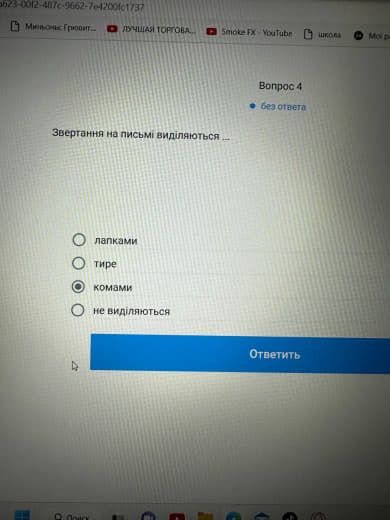 ab23-00f2-487c-9662-7e4200fc1737
Миньоны: Грювит... ЛУЧШАЯ ТОРГОВА... Smoke FX - YouTube школа Мої р
Вопрос 4
без ответа
Звертання на письмі виділяються ...
лапками
тире
комами
не виділяються
Ответить
Поиск